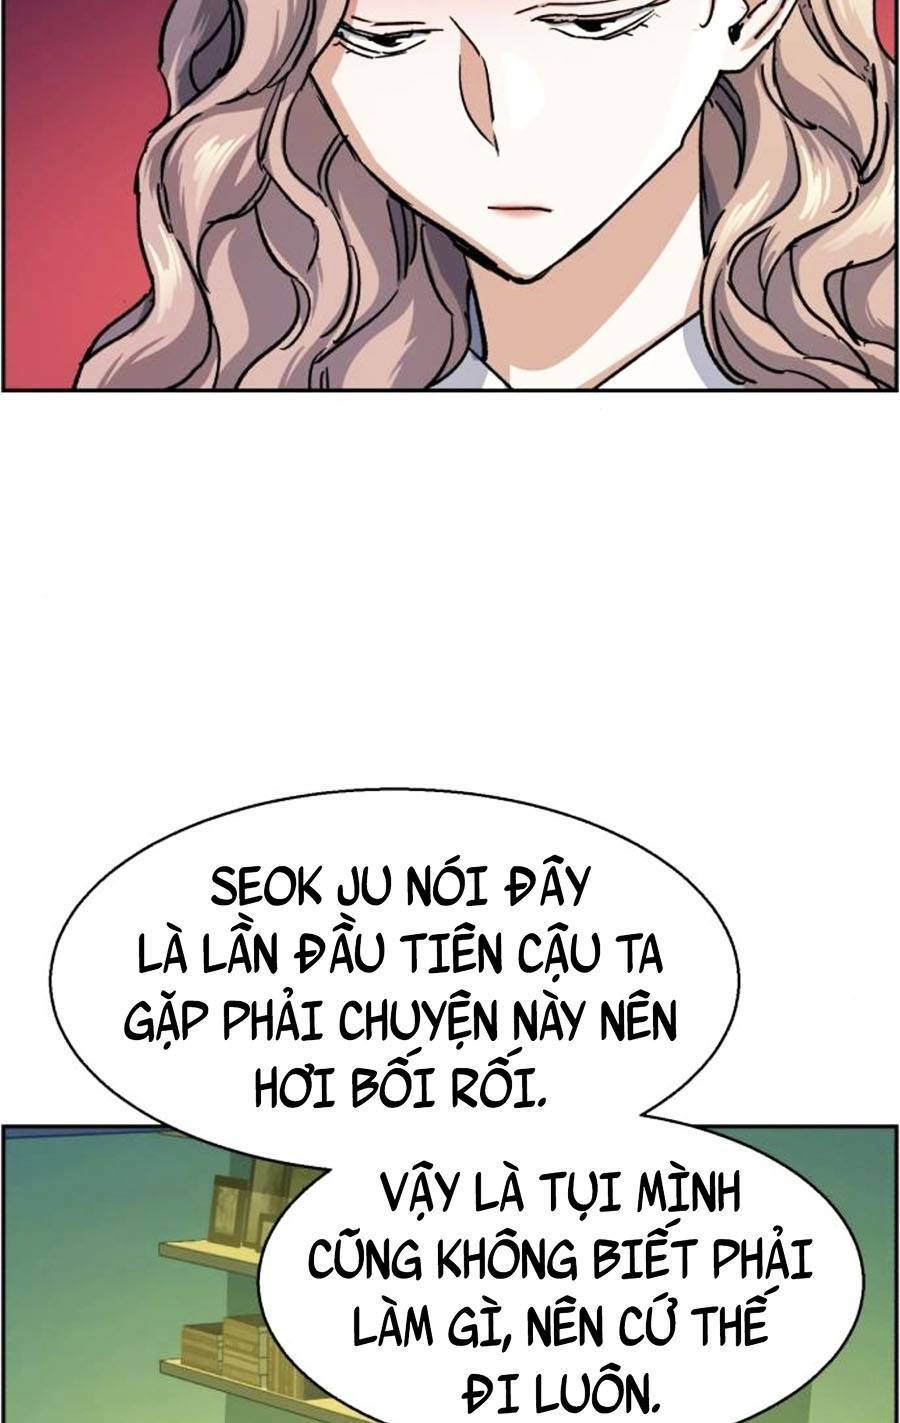 SEOK JU NÓI ĐÂY
LÀ LẦN ĐẦU TIÊN CẬU TA
GẶP PHẢI CHUYỆN NÀY NÊN
HƠI BỐI RỐI.
VẬY LÀ TỤI MÌNH
CŨNG KHÔNG BIẾT PHẢI
LÀM GÌ, NÊN CỨ THẾ
ĐI LUÔN.